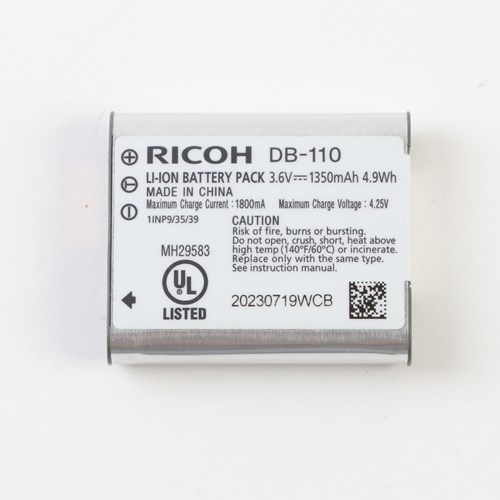 RICOH DB-110
LI-ION BATTERY PACK 3.6V⎓1350mAh 4.9Wh
MADE IN CHINA
Maximum Charge Current : 1800mA Maximum Charge Voltage : 4.25V
1INP9/35/39
CAUTION
Risk of fire, burns or bursting.
Do not open, crush, short, heat above
high temp (140°F/60°C) or incinerate.
Replace only with the same type.
See instruction manual.
MH29583
UL
LISTED
20230719WCB